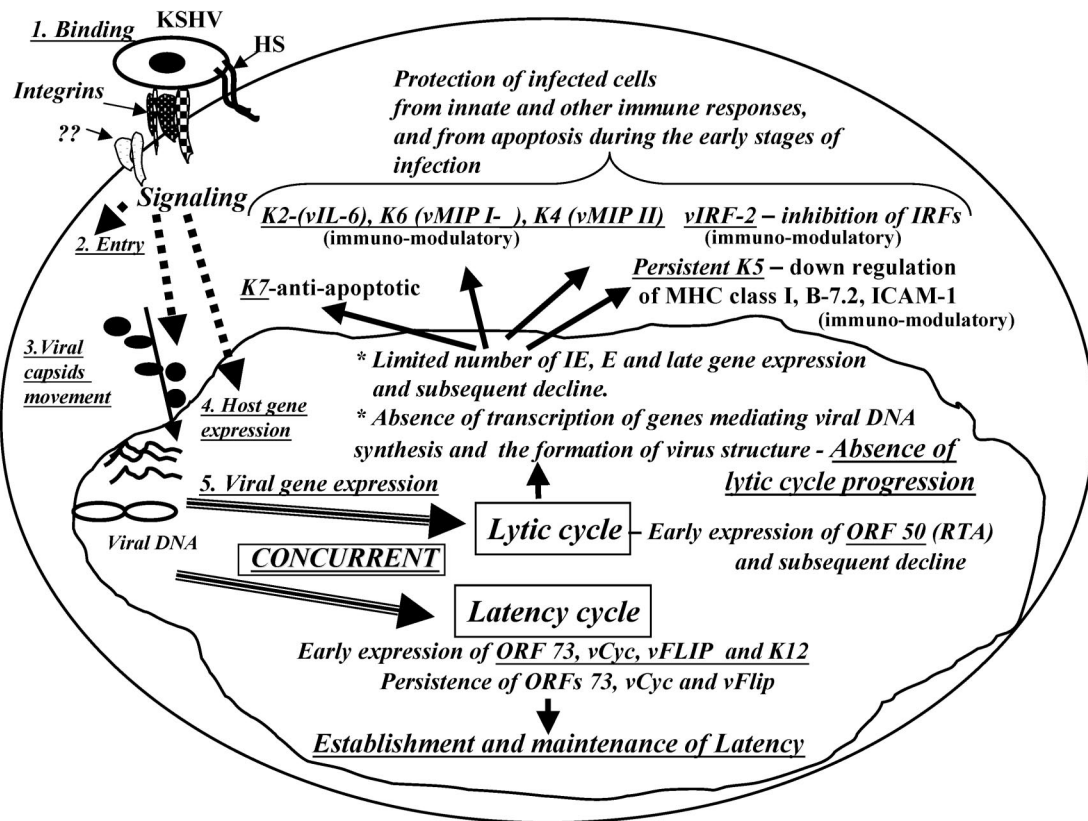 KSHV
1. Binding
HS
Integrins
??
Signaling
2. Entry
Protection of infected cells
from innate and other immune responses,
and from apoptosis during the early stages of
infection
K2-(vIL-6), K6 (vMIP I-_), K4 (vMIP II)
(immuno-modulatory)
vIRF-2 – inhibition of IRFs
(immuno-modulatory)
K7-anti-apoptotic
Persistent K5 – down regulation
of MHC class I, B-7.2, ICAM-1
(immuno-modulatory)
3.Viral
capsids
movement
4. Host gene
expression
* Limited number of IE, E and late gene expression
and subsequent decline.
* Absence of transcription of genes mediating viral DNA
synthesis and the formation of virus structure - Absence of
lytic cycle progression
5. Viral gene expression
Viral DNA
CONCURRENT
Lytic cycle
– Early expression of ORF 50 (RTA)
and subsequent decline
Latency cycle
Early expression of ORF 73, vCyc, vFLIP and K12
Persistence of ORFs 73, vCyc and vFlip
Establishment and maintenance of Latency